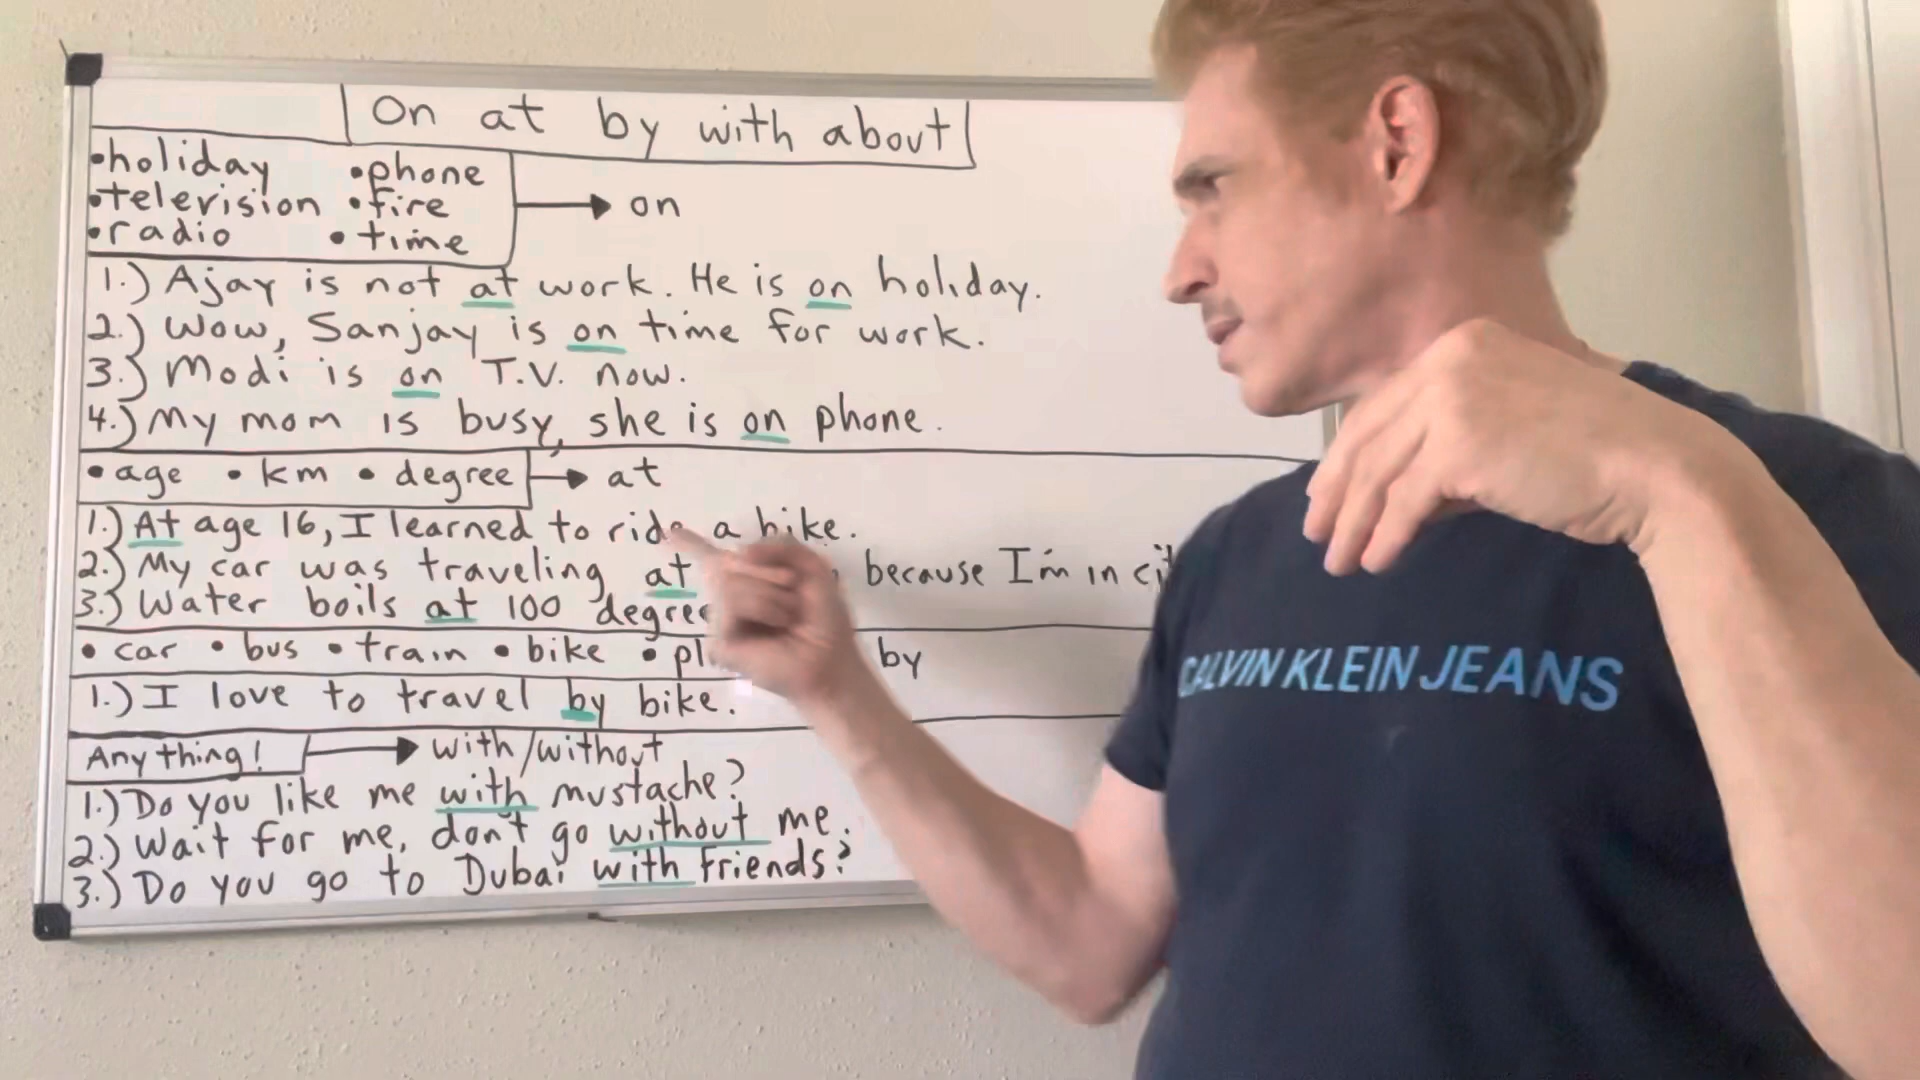 On at by with about
•holiday •phone
•television •fire → on
•radio •time
1.) Ajay is not at work. He is on holiday.
2.) Wow, Sanjay is on time for work.
3.) Modi is on T.V. now.
4.) My mom is busy, she is on phone.
•age •km •degree → at
1.) At age 16, I learned to ride a bike.
2.) My car was traveling at because I'm in
3.) Water boils at 100
•car •bus •train •bike • by
1.) I love to travel by bike.
Anything! → with/without
1.) Do you like me with mustache?
2.) Wait for me, don't go without me.
3.) Do you go to Dubai with friends?
CALVIN KLEIN JEANS